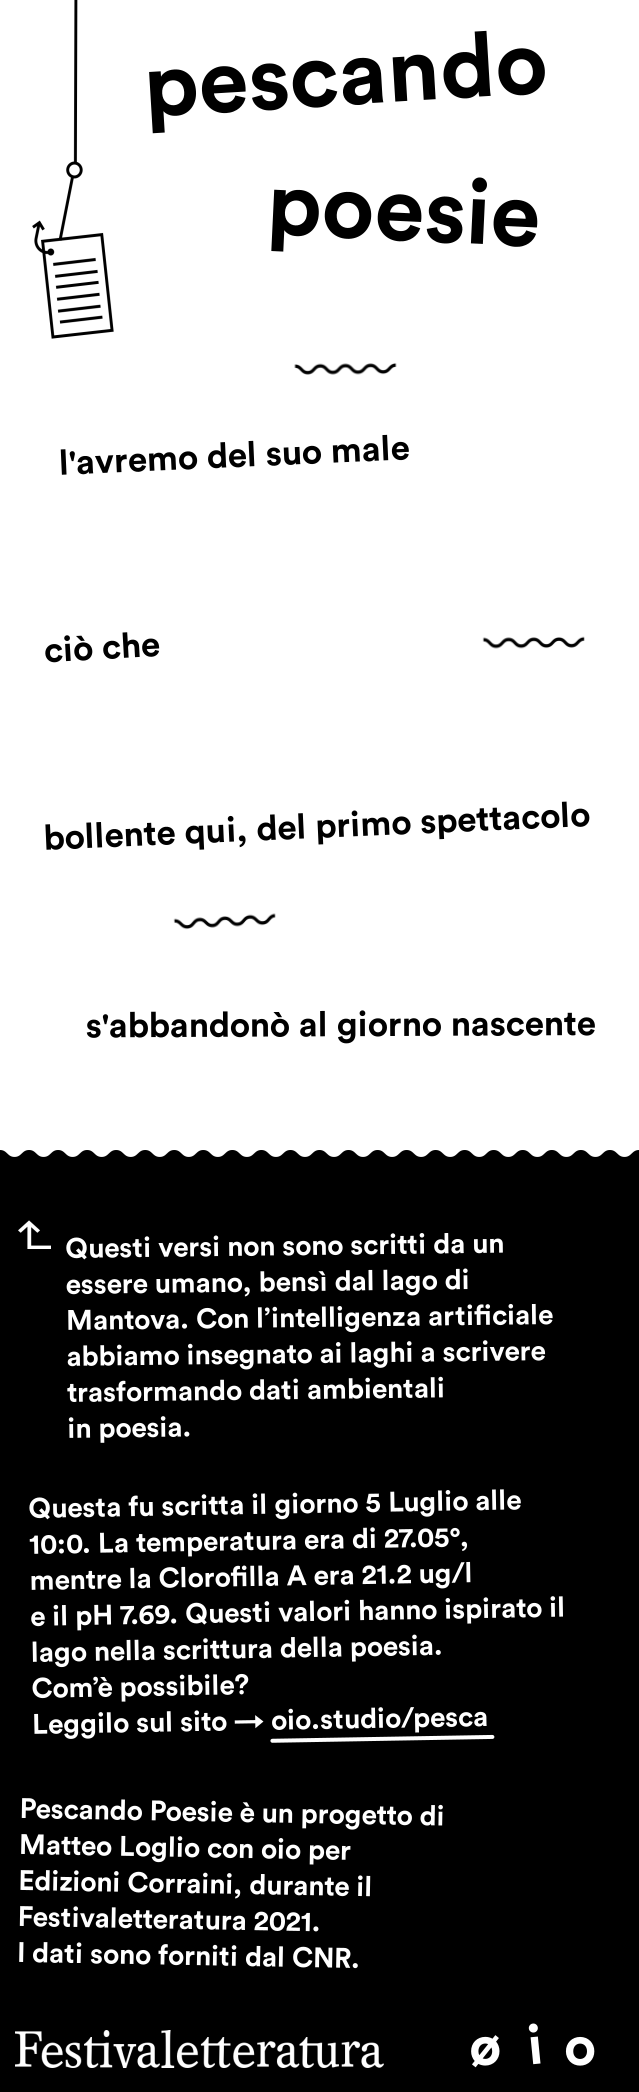 pescando
poesie
l'avremo del suo male
ciò che
bollente qui, del primo spettacolo
s'abbandonò al giorno nascente
Questi versi non sono scritti da un
essere umano, bensì dal lago di
Mantova. Con l’intelligenza artificiale
abbiamo insegnato ai laghi a scrivere
trasformando dati ambientali
in poesia.
Questa fu scritta il giorno 5 Luglio alle
10:0. La temperatura era di 27.05°,
mentre la Clorofilla A era 21.2 ug/l
e il pH 7.69. Questi valori hanno ispirato il
lago nella scrittura della poesia.
Com’è possibile?
Leggilo sul sito → oio.studio/pesca
Pescando Poesie è un progetto di
Matteo Loglio con oio per
Edizioni Corraini, durante il
Festivaletteratura 2021.
I dati sono forniti dal CNR.
Festivaletteratura ø i o